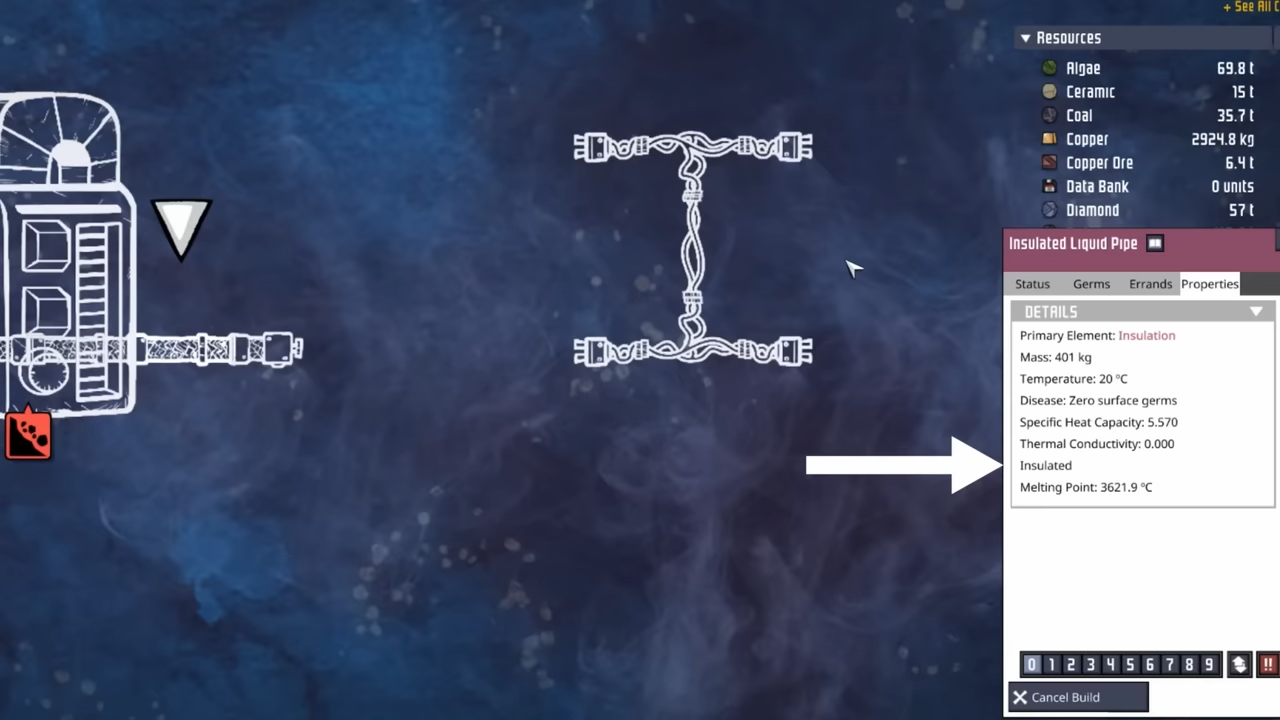 + See All
Resources
Algae 69.8 t
Ceramic 15 t
Coal 35.7 t
Copper 2924.8 kg
Copper Ore 6.4 t
Data Bank 0 units
Diamond 57 t
Insulated Liquid Pipe
Status Germs Errands Properties
DETAILS
Primary Element: Insulation
Mass: 401 kg
Temperature: 20 °C
Disease: Zero surface germs
Specific Heat Capacity: 5.570
Thermal Conductivity: 0.000
Insulated
Melting Point: 3621.9 °C
0 1 2 3 4 5 6 7 8 9 !!
Cancel Build